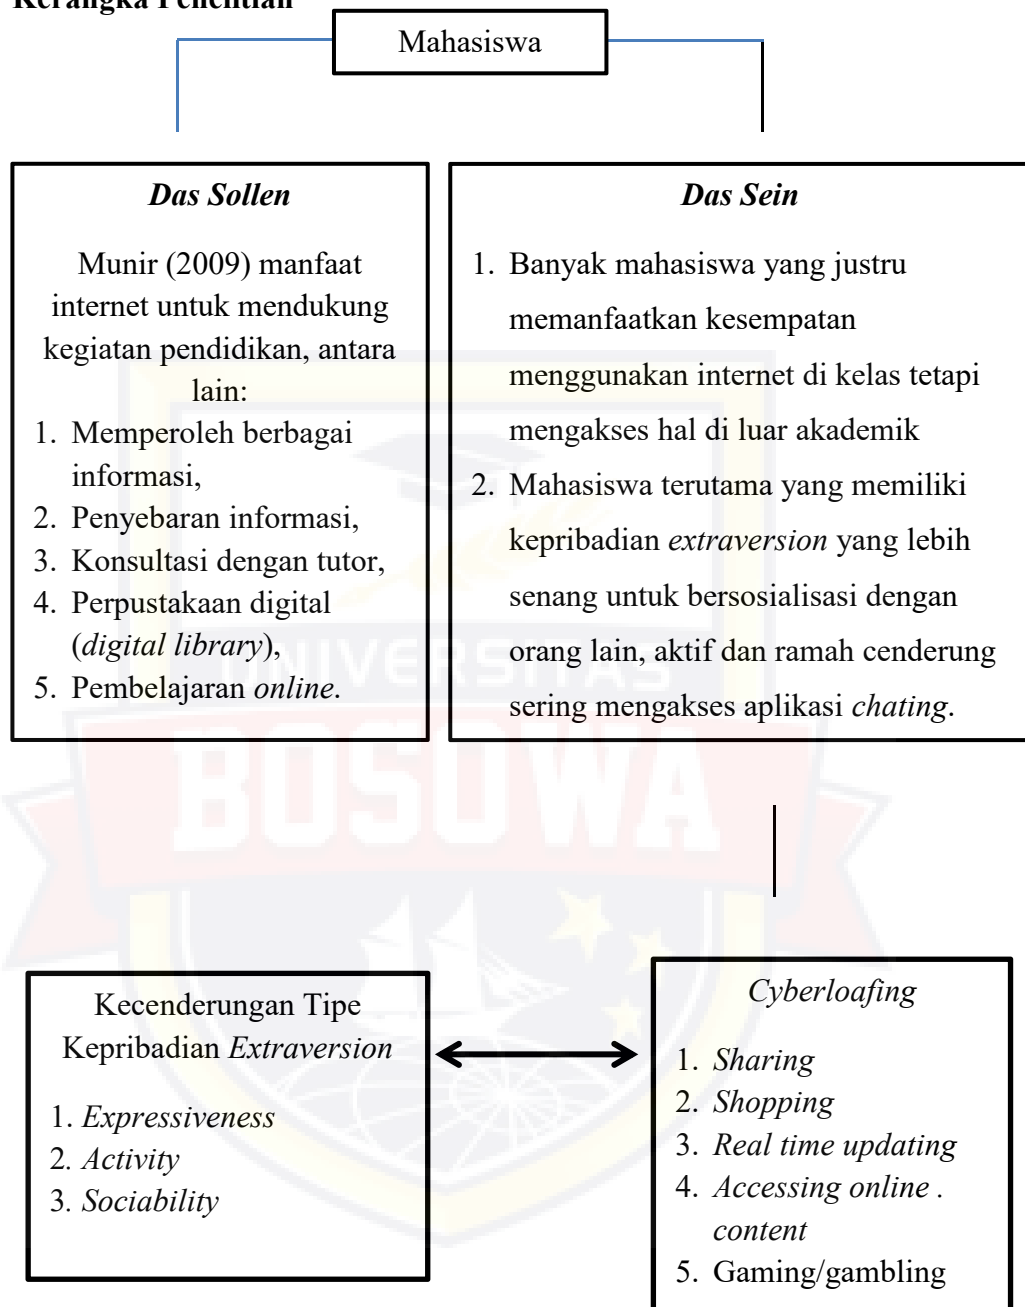 Kerangka Penelitian
Mahasiswa
Das Sollen
Munir (2009) manfaat
internet untuk mendukung
kegiatan pendidikan, antara
lain:
1. Memperoleh berbagai
informasi,
2. Penyebaran informasi,
3. Konsultasi dengan tutor,
4. Perpustakaan digital
(digital library),
5. Pembelajaran online.
Das Sein
1. Banyak mahasiswa yang justru
memanfaatkan kesempatan
menggunakan internet di kelas tetapi
mengakses hal di luar akademik
2. Mahasiswa terutama yang memiliki
kepribadian extraversion yang lebih
senang untuk bersosialisasi dengan
orang lain, aktif dan ramah cenderung
sering mengakses aplikasi chating.
UNIVERSITAS
BOSOWA
Kecenderungan Tipe
Kepribadian Extraversion
1. Expressiveness
2. Activity
3. Sociability
Cyberloafing
1. Sharing
2. Shopping
3. Real time updating
4. Accessing online .
content
5. Gaming/gambling